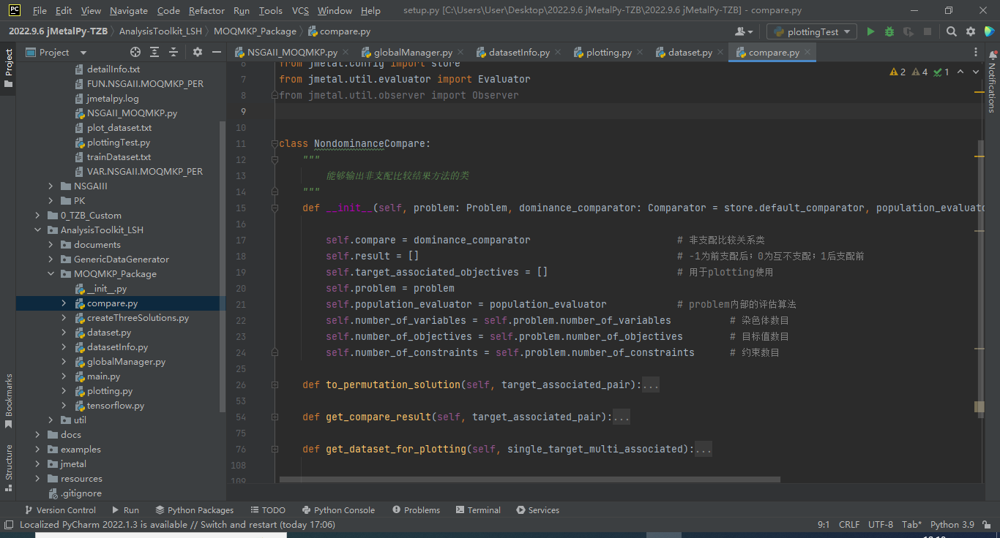 PC File Edit View Navigate Code Refactor Run Tools VCS Window Help setup.py [C:\Users\User\Desktop\2022.9.6 jMetalPy-TZB\2022.9.6 jMetalPy-TZB] - compare.py
2022.9.6 jMetalPy-TZB AnalysisToolkit_LSH MOQMKP_Package compare.py plottingTest
Project NSGAII_MOQMKP.py globalManager.py datasetInfo.py plotting.py dataset.py compare.py
Project
Bookmarks
Structure
Notifications
detailInfo.txt
FUN.NSGAII.MOQMKP_PER
jmetalpy.log
NSGAII_MOQMKP.py
plot_dataset.txt
plottingTest.py
trainDataset.txt
VAR.NSGAII.MOQMKP_PER
NSGAIII
PK
0_TZB_Custom
AnalysisToolkit_LSH
documents
GenericDataGenerator
MOQMKP_Package
__init__.py
compare.py
createThreeSolutions.py
dataset.py
datasetInfo.py
globalManager.py
main.py
plotting.py
tensorflow.py
util
docs
examples
jmetal
resources
.gitignore
2 4 1
6 from jmetal.config import store
7 from jmetal.util.evaluator import Evaluator
8 from jmetal.util.observer import Observer
9
10
11 class NondominanceCompare:
12 """
13 能够输出非支配比较结果方法的类
14 """
15 def __init__(self, problem: Problem, dominance_comparator: Comparator = store.default_comparator, population_evaluato
16
17 self.compare = dominance_comparator # 非支配比较关系类
18 self.result = [] # -1为前支配后；0为互不支配；1后支配前
19 self.target_associated_objectives = [] # 用于plotting使用
20 self.problem = problem
21 self.population_evaluator = population_evaluator # problem内部的评估算法
22 self.number_of_variables = self.problem.number_of_variables # 染色体数目
23 self.number_of_objectives = self.problem.number_of_objectives # 目标值数目
24 self.number_of_constraints = self.problem.number_of_constraints # 约束数目
25
26 def to_permutation_solution(self, target_associated_pair):...
53
54 def get_compare_result(self, target_associated_pair):...
75
76 def get_dataset_for_plotting(self, single_target_multi_associated):...
108
109
Version Control Run Python Packages TODO Python Console Problems Terminal Services
Localized PyCharm 2022.1.3 is available // Switch and restart (today 17:06) 9:1 CRLF UTF-8 Tab* Python 3.9